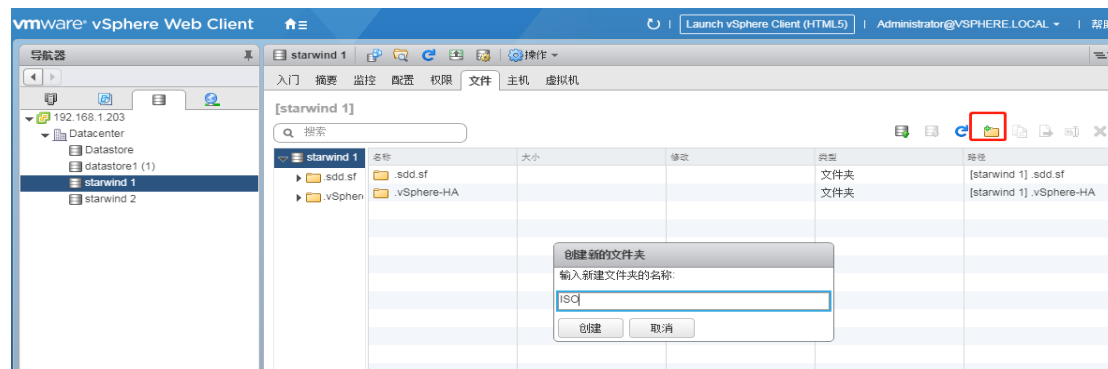 vmware® vSphere Web Client Launch vSphere Client (HTML5) Administrator@VSPHERE.LOCAL 帮助
导航器
starwind 1 操作
入门 摘要 监控 配置 权限 文件 主机 虚拟机
192.168.1.203
Datacenter
Datastore
datastore1 (1)
starwind 1
starwind 2
[starwind 1]
搜索
starwind 1
.sdd.sf
.vSpher
名称 大小 修改 类型 路径
.sdd.sf 文件夹 [starwind 1] .sdd.sf
.vSphere-HA 文件夹 [starwind 1] .vSphere-HA
创建新的文件夹
输入新建文件夹的名称:
ISO
创建 取消